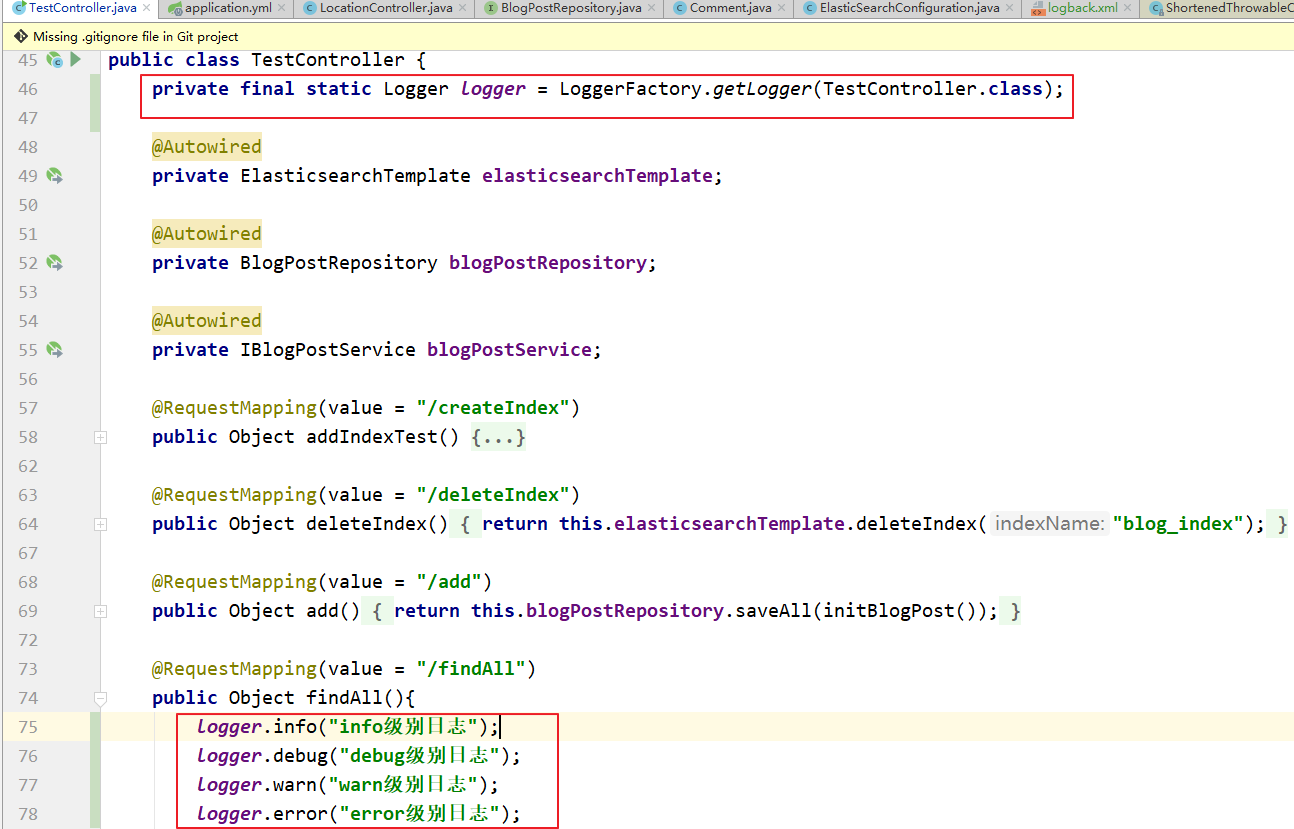 TestController.java application.yml LocationController.java BlogPostRepository.java Comment.java ElasticSearchConfiguration.java logback.xml ShortenedThrowableC
Missing .gitignore file in Git project
45 public class TestController {
46 private final static Logger logger = LoggerFactory.getLogger(TestController.class);
47
48 @Autowired
49 private ElasticsearchTemplate elasticsearchTemplate;
50
51 @Autowired
52 private BlogPostRepository blogPostRepository;
53
54 @Autowired
55 private IBlogPostService blogPostService;
56
57 @RequestMapping(value = "/createIndex")
58 public Object addIndexTest() {...}
62
63 @RequestMapping(value = "/deleteIndex")
64 public Object deleteIndex() { return this.elasticsearchTemplate.deleteIndex( indexName: "blog_index"); }
67
68 @RequestMapping(value = "/add")
69 public Object add() { return this.blogPostRepository.saveAll(initBlogPost()); }
72
73 @RequestMapping(value = "/findAll")
74 public Object findAll(){
75 logger.info("info级别日志");
76 logger.debug("debug级别日志");
77 logger.warn("warn级别日志");
78 logger.error("error级别日志");